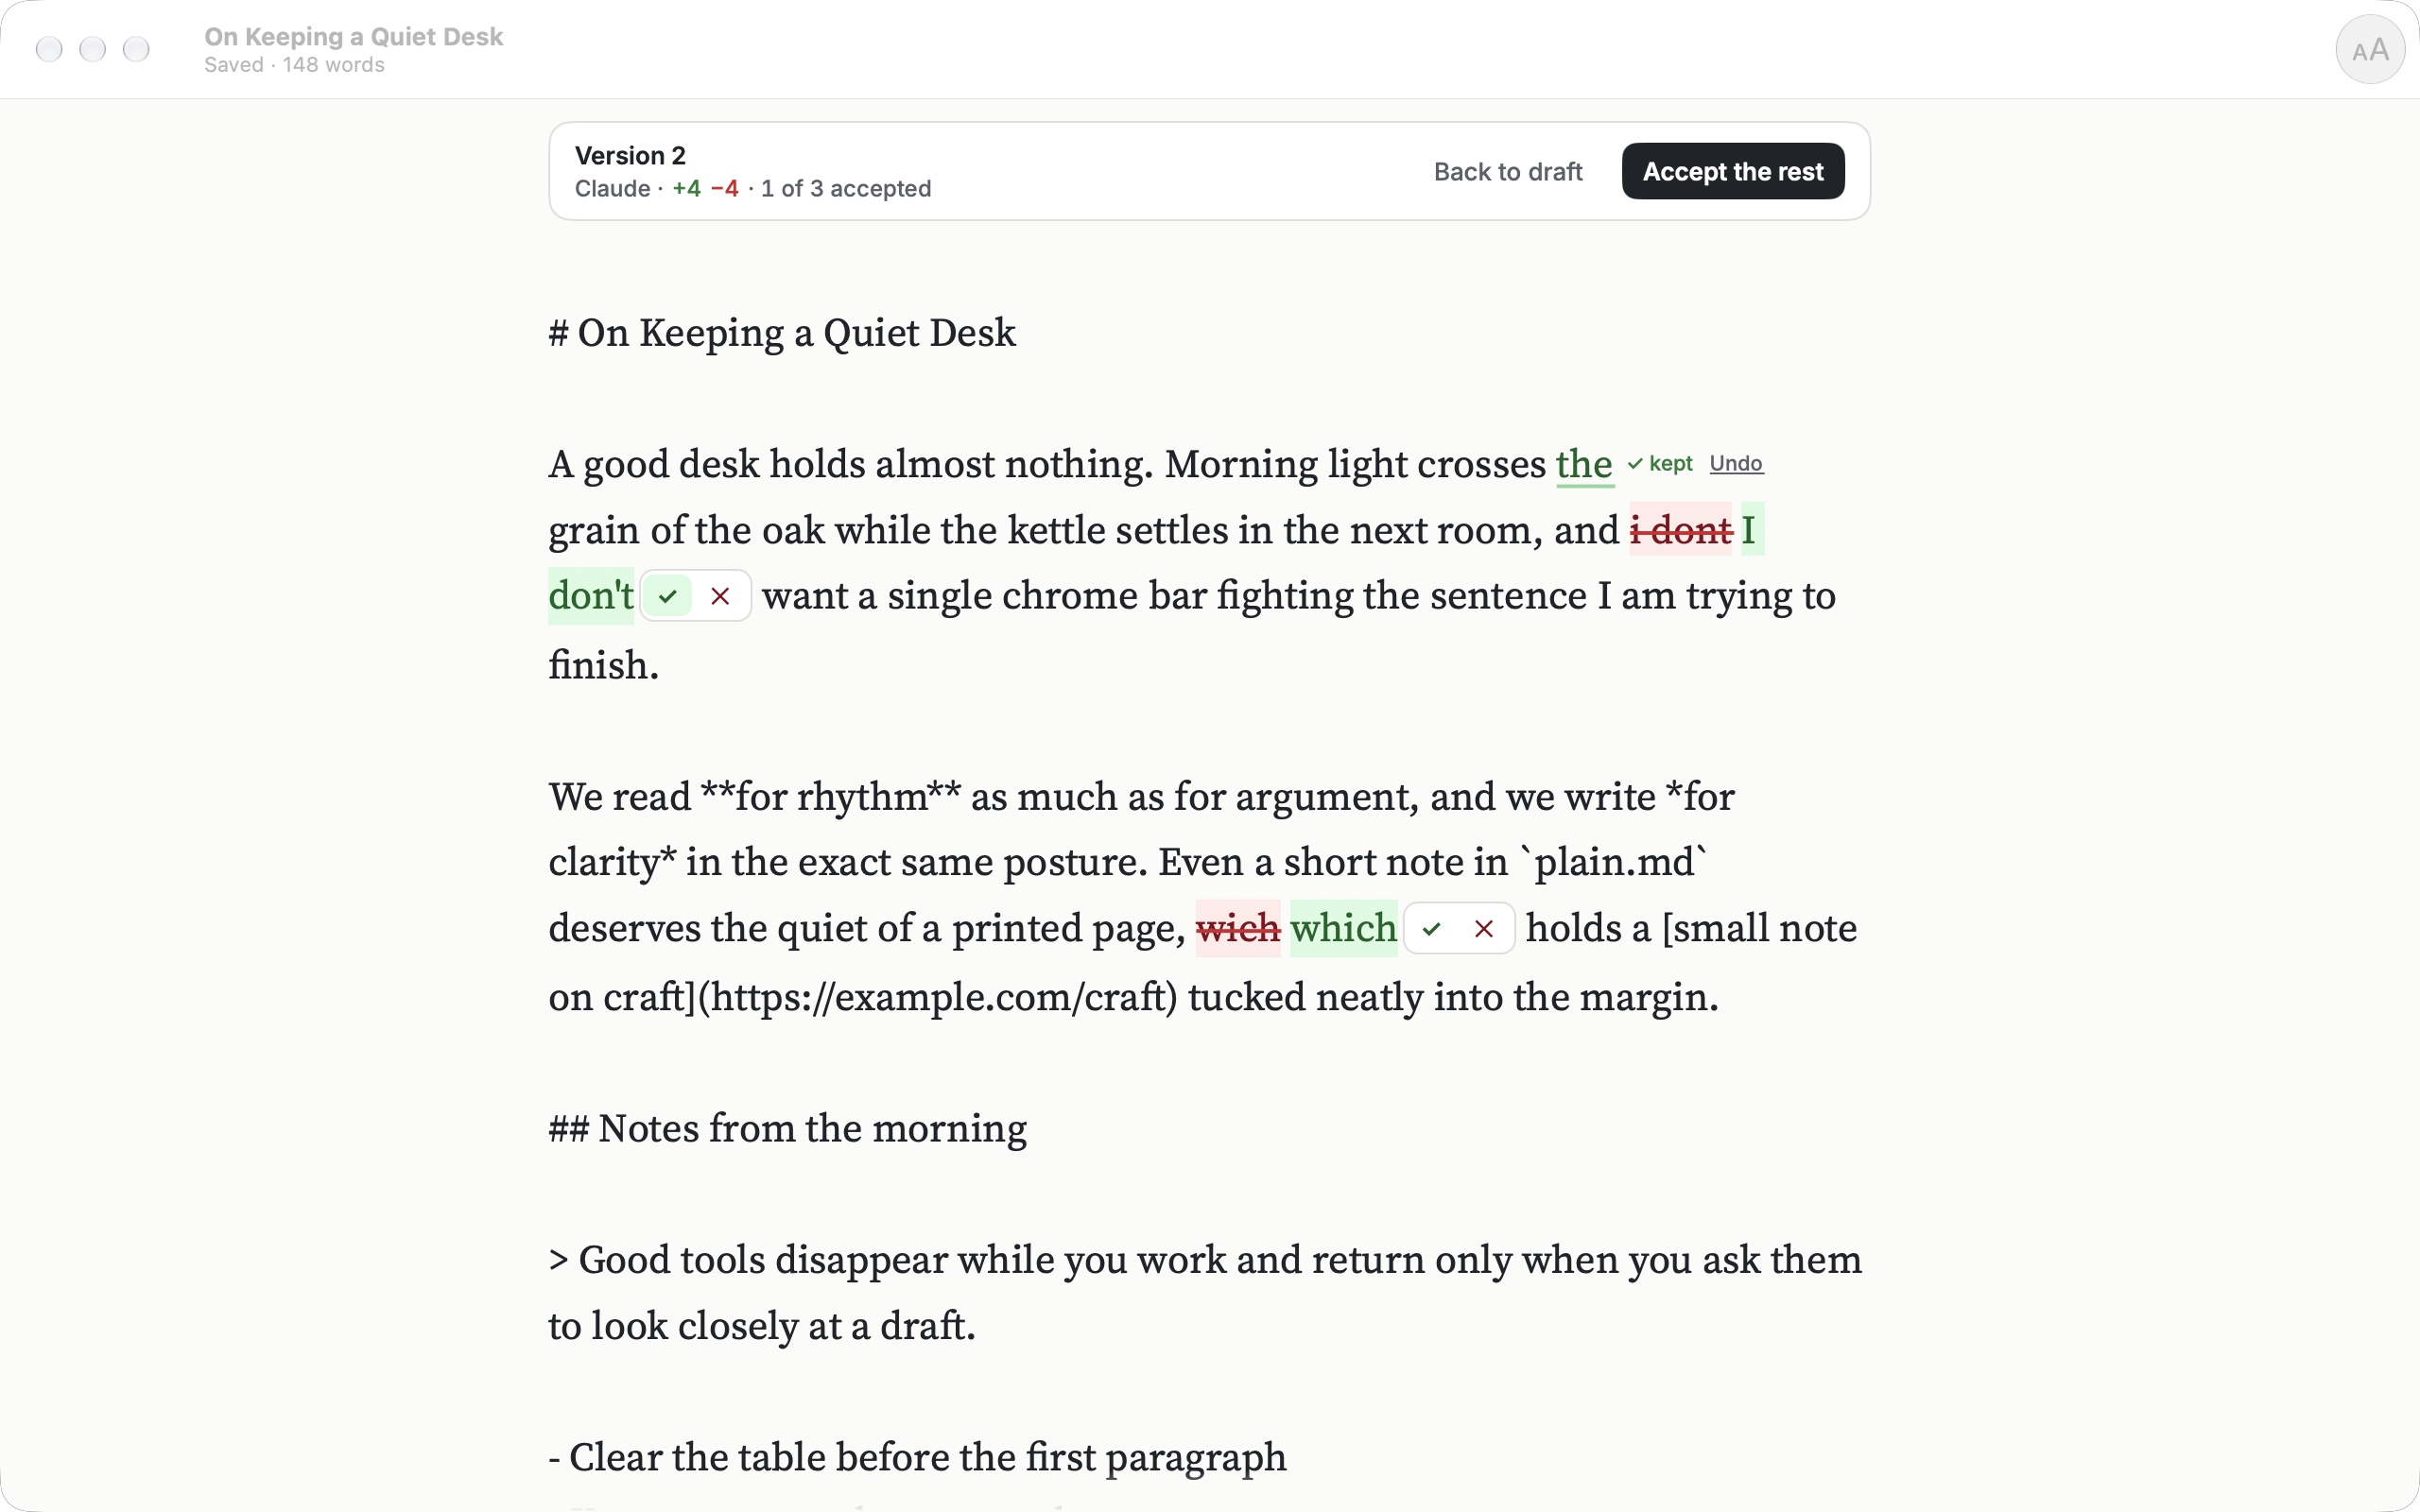 On Keeping a Quiet Desk
Saved · 148 words
AA
Version 2
Claude · +4 −4 · 1 of 3 accepted
Back to draft
Accept the rest
# On Keeping a Quiet Desk
A good desk holds almost nothing. Morning light crosses the ✓ kept Undo
grain of the oak while the kettle settles in the next room, and i dont I
don't want a single chrome bar fighting the sentence I am trying to
finish.
We read **for rhythm** as much as for argument, and we write *for
clarity* in the exact same posture. Even a short note in `plain.md`
deserves the quiet of a printed page, wich which holds a [small note
on craft](https://example.com/craft) tucked neatly into the margin.
## Notes from the morning
> Good tools disappear while you work and return only when you ask them
to look closely at a draft.
- Clear the table before the first paragraph